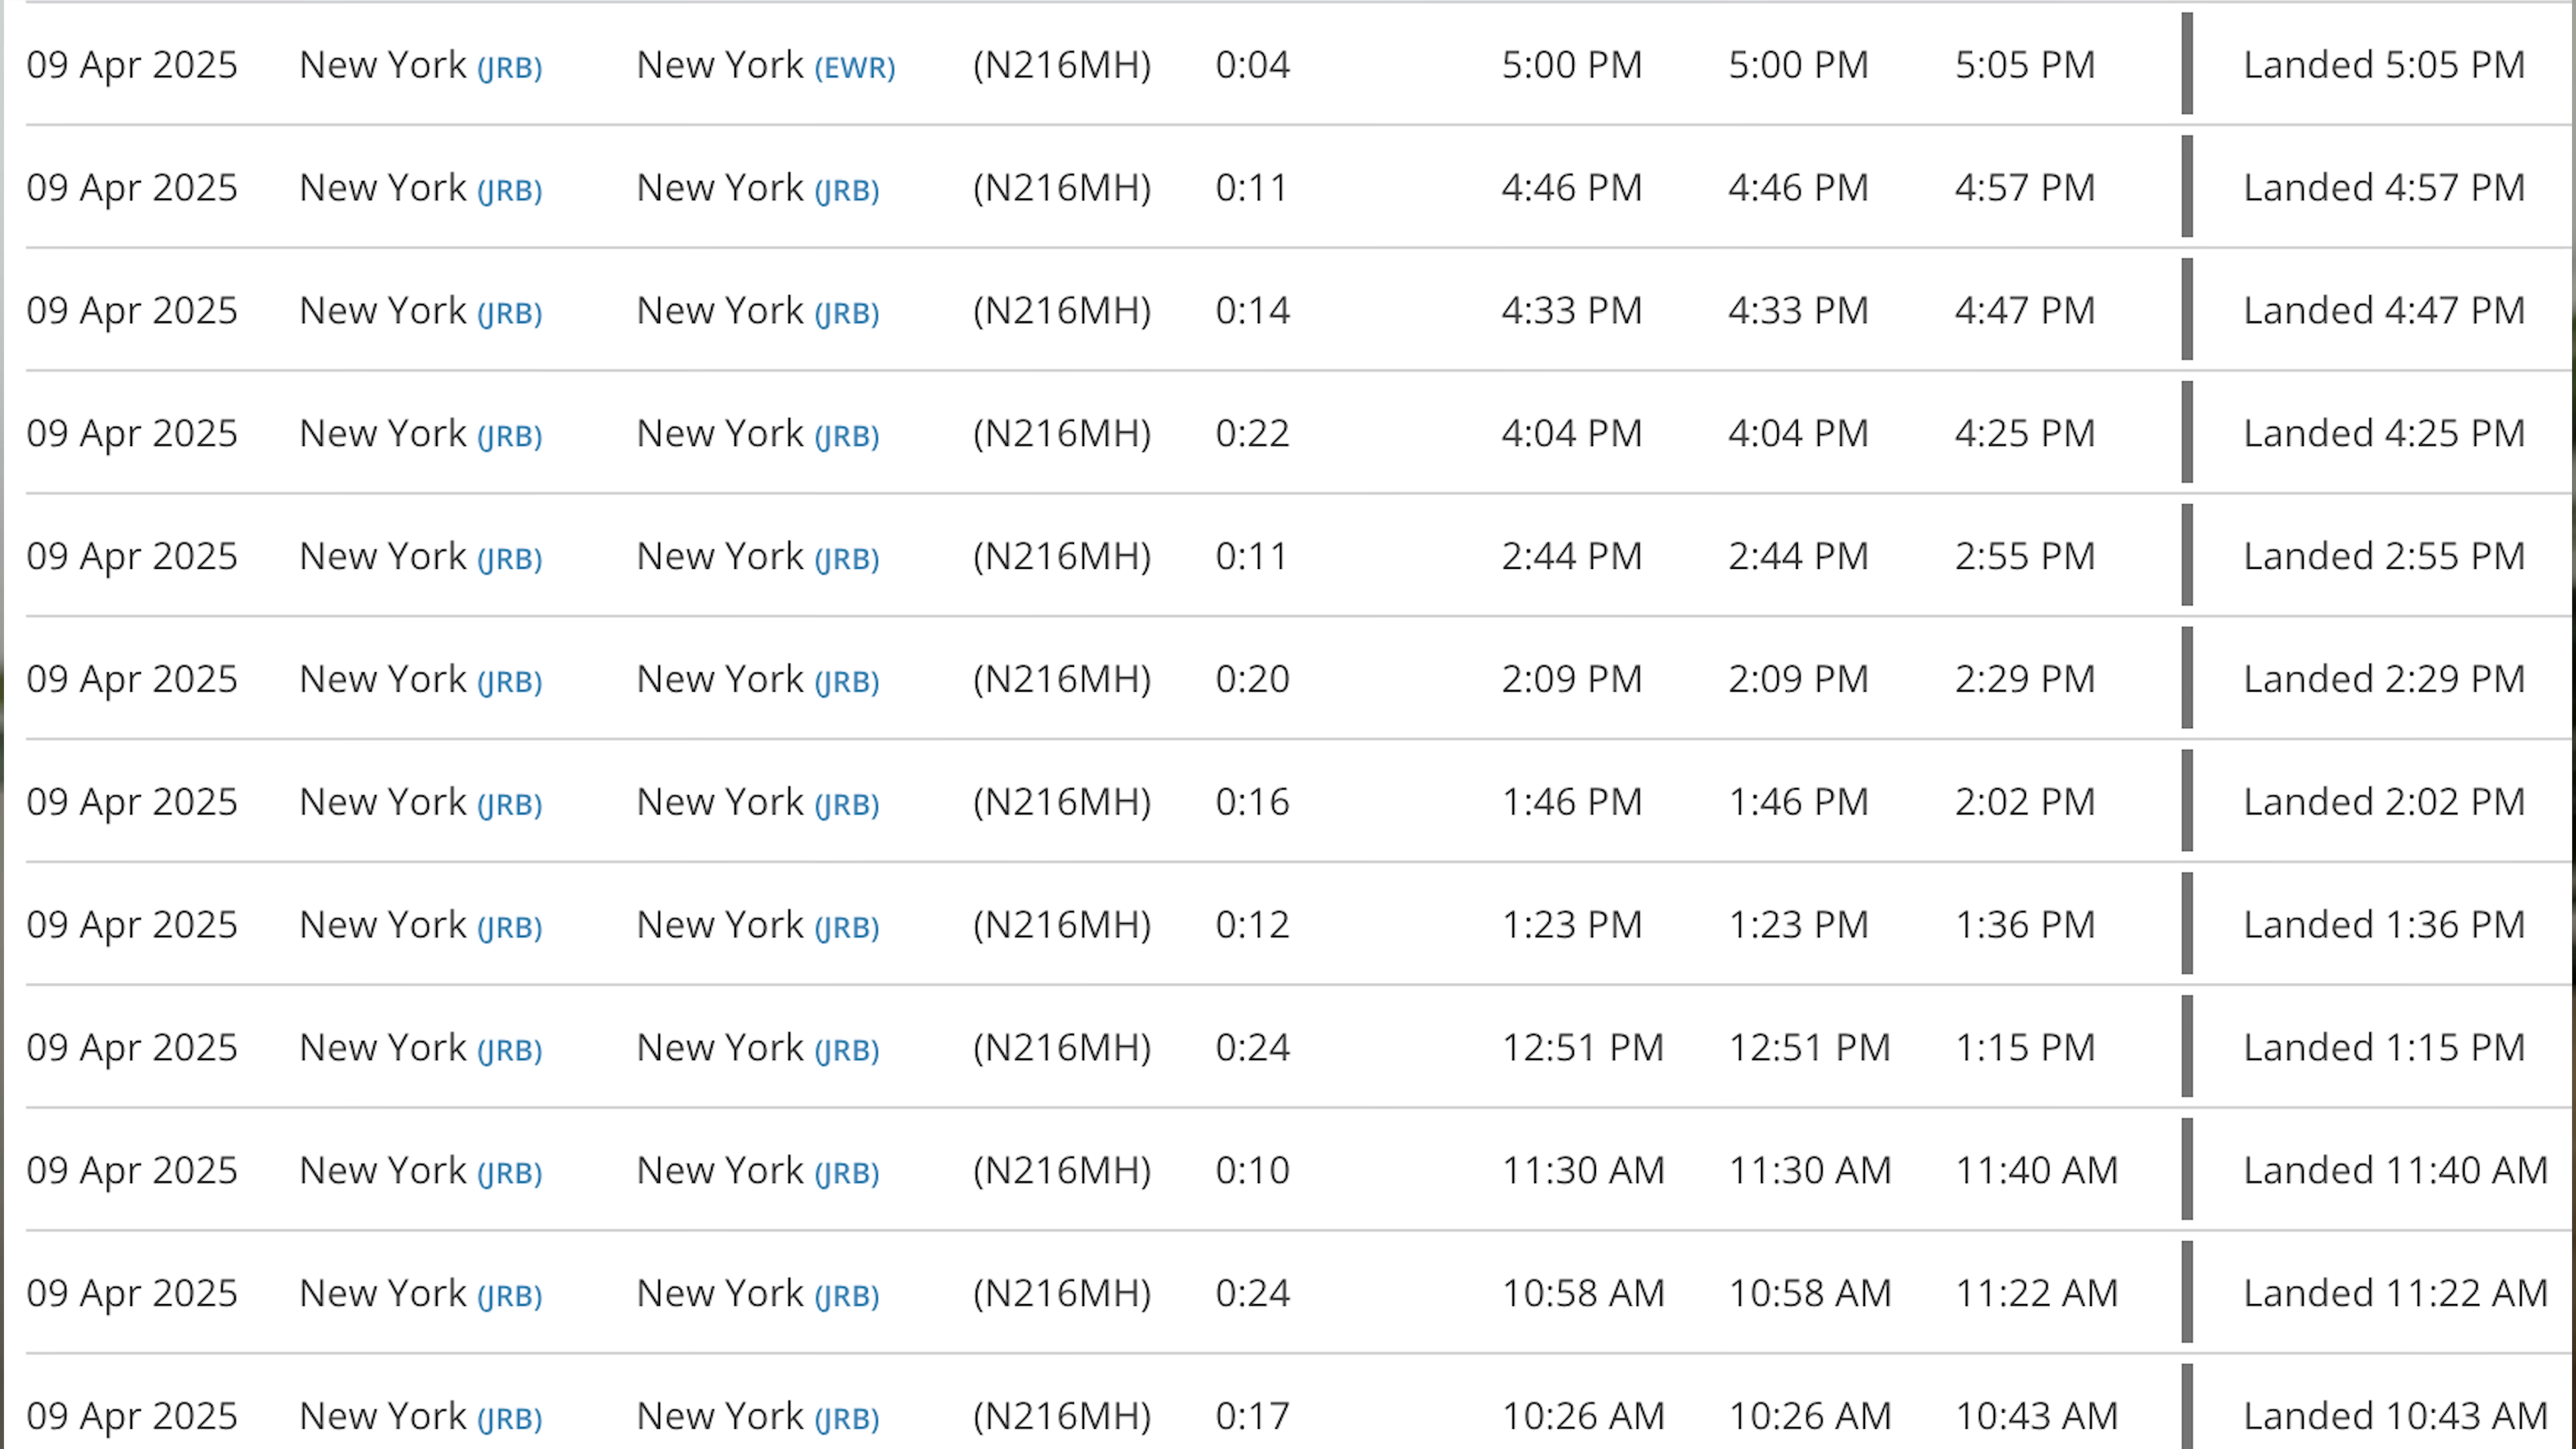 09 Apr 2025 New York (JRB) New York (EWR) (N216MH) 0:04 5:00 PM 5:00 PM 5:05 PM Landed 5:05 PM
09 Apr 2025 New York (JRB) New York (JRB) (N216MH) 0:11 4:46 PM 4:46 PM 4:57 PM Landed 4:57 PM
09 Apr 2025 New York (JRB) New York (JRB) (N216MH) 0:14 4:33 PM 4:33 PM 4:47 PM Landed 4:47 PM
09 Apr 2025 New York (JRB) New York (JRB) (N216MH) 0:22 4:04 PM 4:04 PM 4:25 PM Landed 4:25 PM
09 Apr 2025 New York (JRB) New York (JRB) (N216MH) 0:11 2:44 PM 2:44 PM 2:55 PM Landed 2:55 PM
09 Apr 2025 New York (JRB) New York (JRB) (N216MH) 0:20 2:09 PM 2:09 PM 2:29 PM Landed 2:29 PM
09 Apr 2025 New York (JRB) New York (JRB) (N216MH) 0:16 1:46 PM 1:46 PM 2:02 PM Landed 2:02 PM
09 Apr 2025 New York (JRB) New York (JRB) (N216MH) 0:12 1:23 PM 1:23 PM 1:36 PM Landed 1:36 PM
09 Apr 2025 New York (JRB) New York (JRB) (N216MH) 0:24 12:51 PM 12:51 PM 1:15 PM Landed 1:15 PM
09 Apr 2025 New York (JRB) New York (JRB) (N216MH) 0:10 11:30 AM 11:30 AM 11:40 AM Landed 11:40 AM
09 Apr 2025 New York (JRB) New York (JRB) (N216MH) 0:24 10:58 AM 10:58 AM 11:22 AM Landed 11:22 AM
09 Apr 2025 New York (JRB) New York (JRB) (N216MH) 0:17 10:26 AM 10:26 AM 10:43 AM Landed 10:43 AM